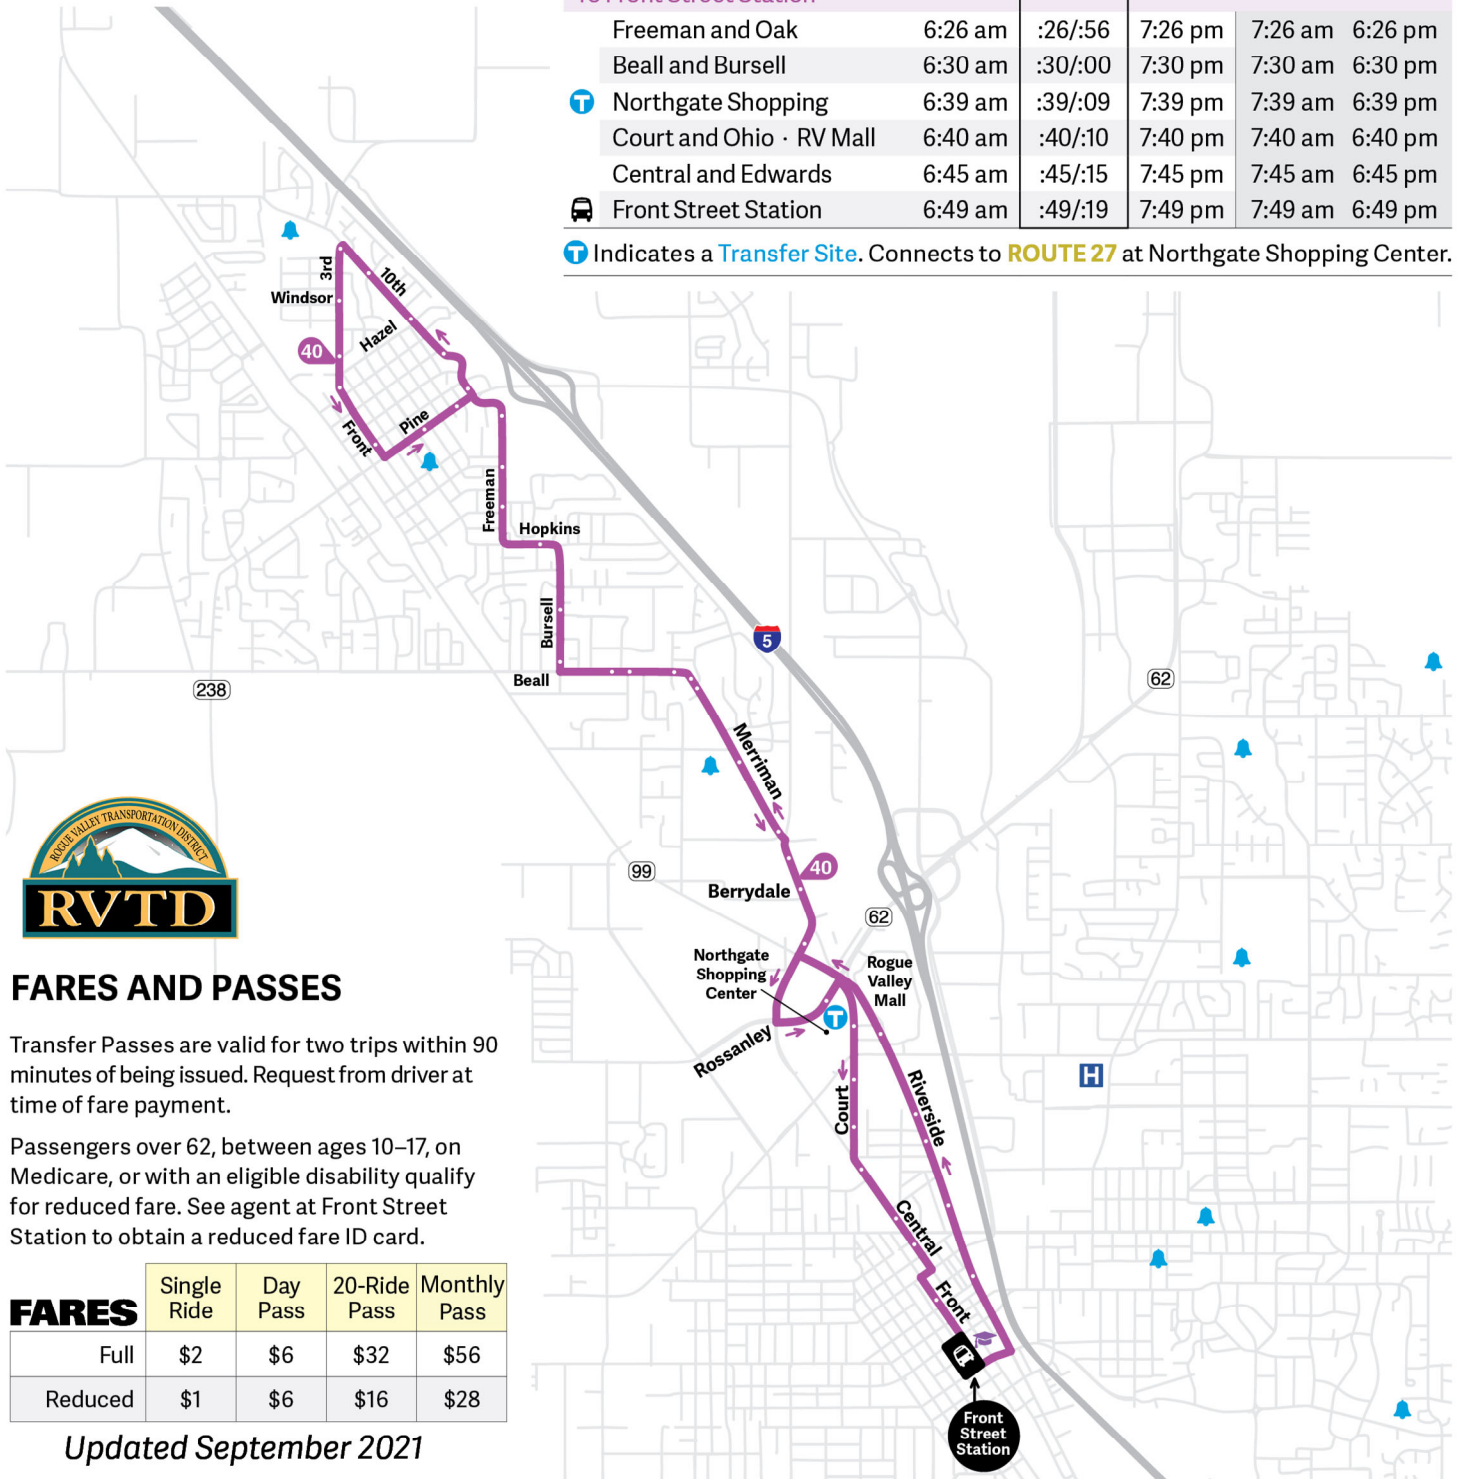 to Front Street Station
Freeman and Oak 6:26 am :26/:56 7:26 pm 7:26 am 6:26 pm
Beall and Bursell 6:30 am :30/:00 7:30 pm 7:30 am 6:30 pm
T Northgate Shopping 6:39 am :39/:09 7:39 pm 7:39 am 6:39 pm
Court and Ohio · RV Mall 6:40 am :40/:10 7:40 pm 7:40 am 6:40 pm
Central and Edwards 6:45 am :45/:15 7:45 pm 7:45 am 6:45 pm
Front Street Station 6:49 am :49/:19 7:49 pm 7:49 am 6:49 pm
T Indicates a Transfer Site. Connects to ROUTE 27 at Northgate Shopping Center.
3rd
10th
Windsor
Hazel
40
Pine
Front
Freeman
Hopkins
Bursell
5
Beall
238
62
Merriman
ROGUE VALLEY TRANSPORTATION DISTRICT
RVTD
99
40
Berrydale
62
Northgate
Shopping
Center
Rogue
Valley
Mall
T
Rossanley
H
Court
Riverside
Central
Front
Front
Street
Station
FARES AND PASSES
Transfer Passes are valid for two trips within 90
minutes of being issued. Request from driver at
time of fare payment.
Passengers over 62, between ages 10–17, on
Medicare, or with an eligible disability qualify
for reduced fare. See agent at Front Street
Station to obtain a reduced fare ID card.
FARES
Single Ride
Day Pass
20-Ride Pass
Monthly Pass
Full $2 $6 $32 $56
Reduced $1 $6 $16 $28
Updated September 2021